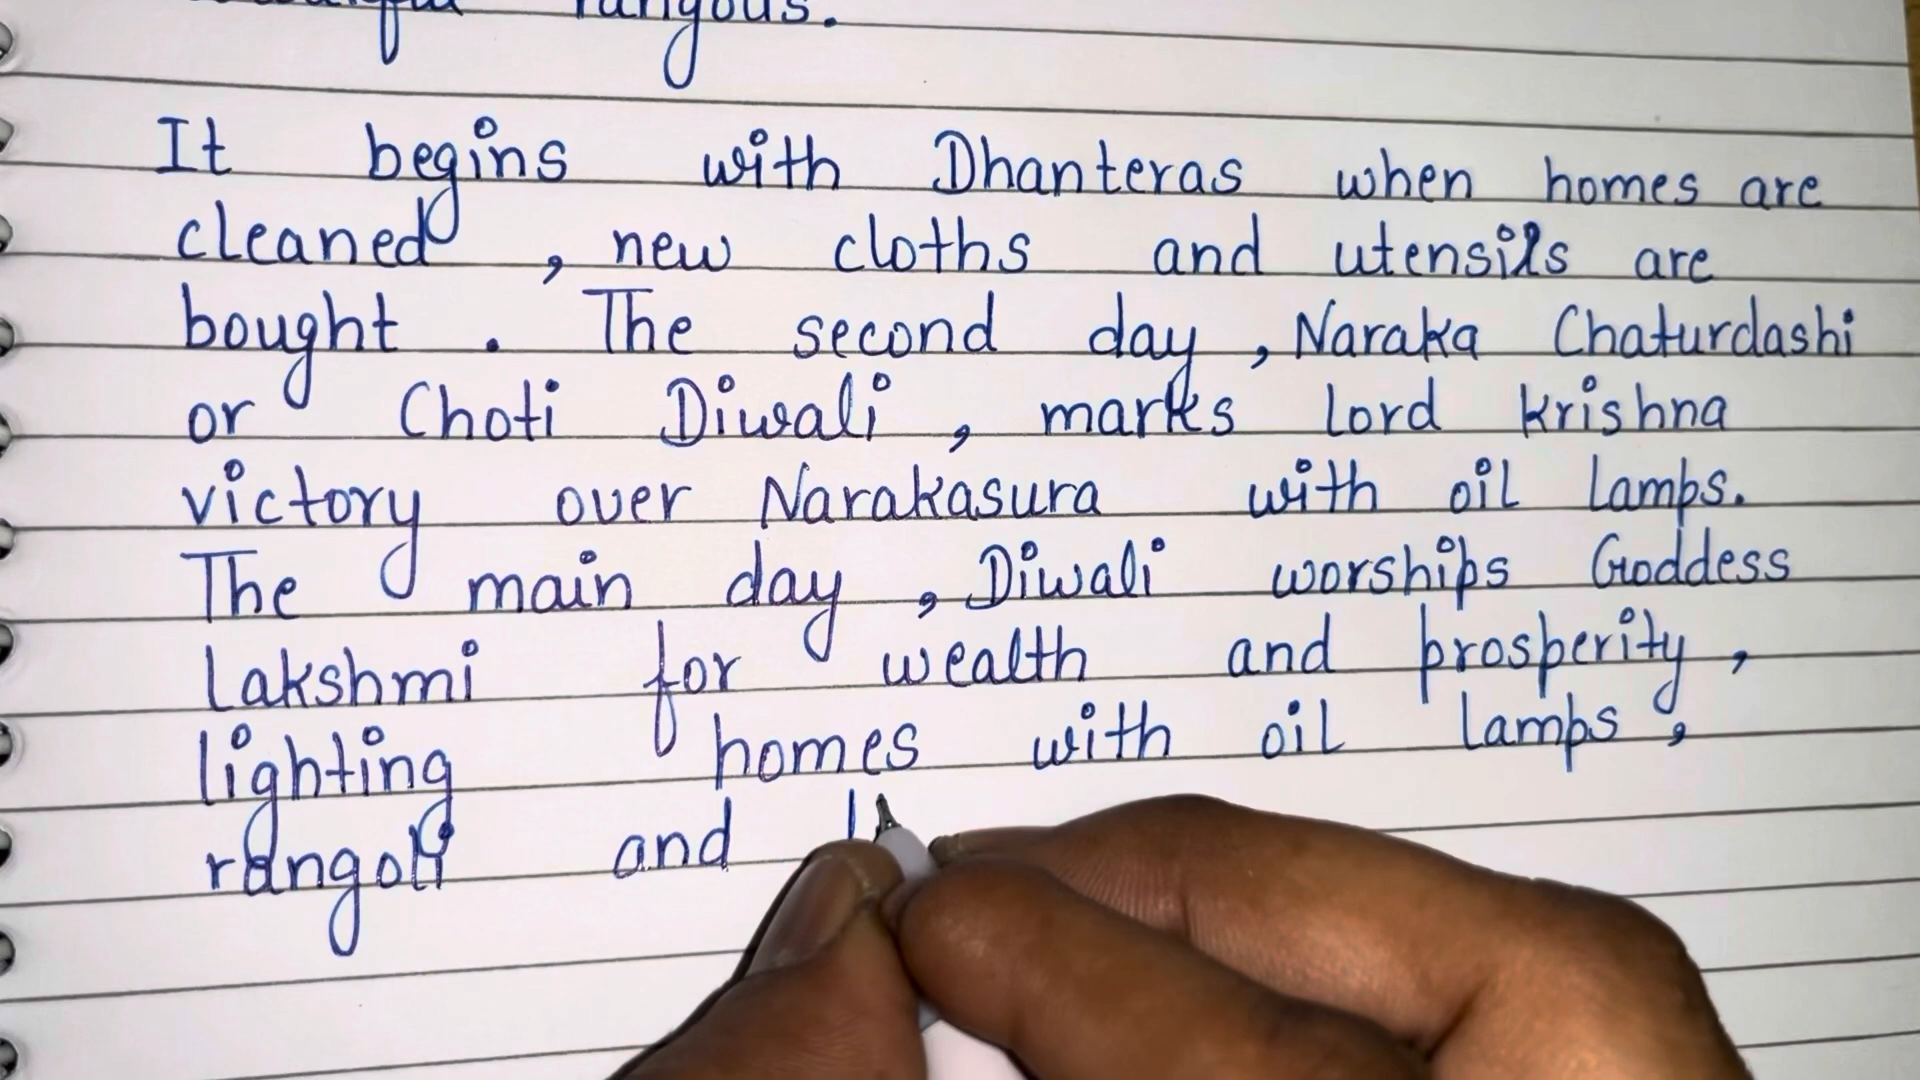 rangolis.
It begins with Dhanteras when homes are
cleaned , new cloths and utensils are
bought . The second day , Naraka Chaturdashi
or Choti Diwali , marks lord krishna
victory over Narakasura with oil lamps.
The main day , Diwali worships Goddess
Lakshmi for wealth and prosperity ,
lighting homes with oil lamps ,
rangoli and